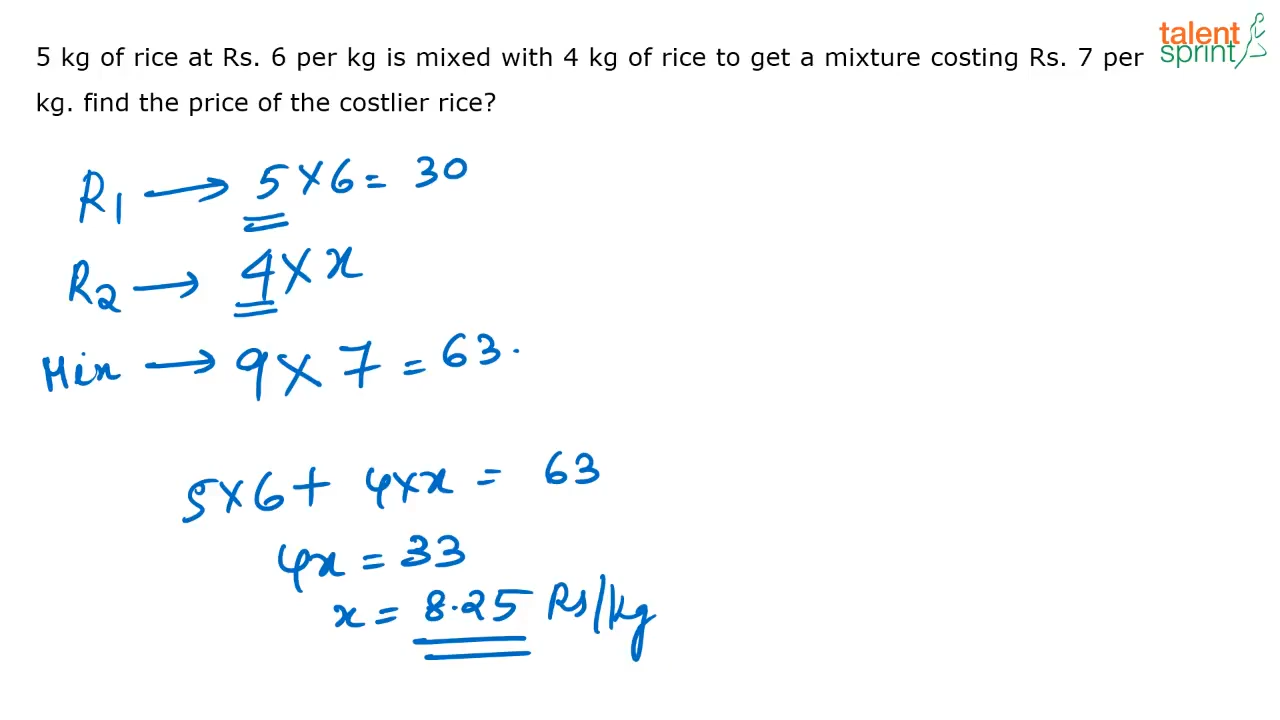 talent
sprint
5 kg of rice at Rs. 6 per kg is mixed with 4 kg of rice to get a mixture costing Rs. 7 per
kg. find the price of the costlier rice?
R1 → 5 × 6 = 30
R2 → 4 × x
Mix → 9 × 7 = 63.
5 × 6 + 4 × x = 63
4x = 33
x = 8.25 Rs/kg